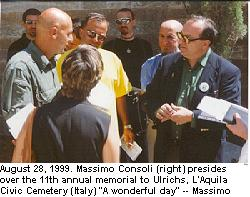 August 28, 1999. Massimo Consoli (right) presides
over the 11th annual memorial to Ulrichs, L'Aquila
Civic Cemetery (Italy) "A wonderful day" -- Massimo